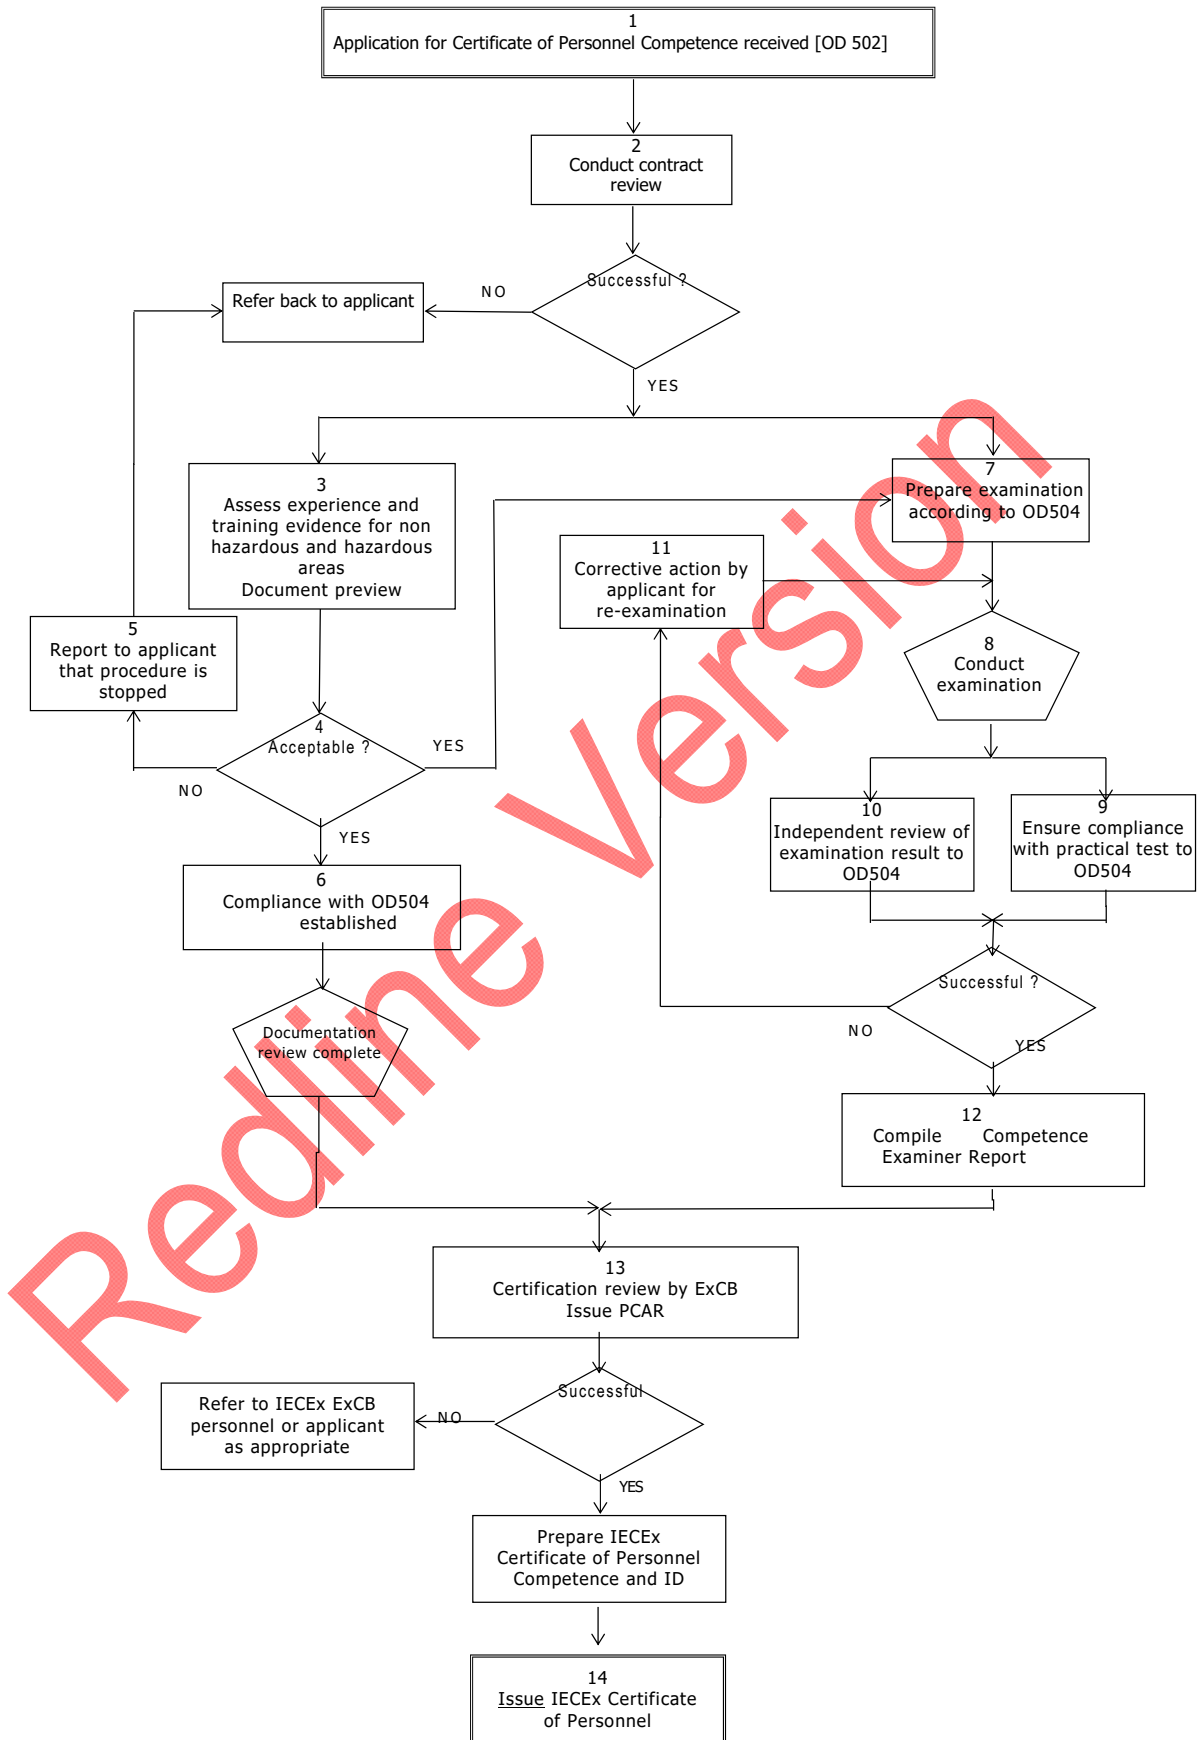 1
Application for Certificate of Personnel Competence received [OD 502]
2
Conduct contract
review
Successful ?
NO
Refer back to applicant
YES
3
Assess experience and
training evidence for non
hazardous and hazardous
areas
Document preview
7
Prepare examination
according to OD504
11
Corrective action by
applicant for
re-examination
5
Report to applicant
that procedure is
stopped
8
Conduct
examination
4
Acceptable ?
YES
NO
YES
10
Independent review of
examination result to
OD504
9
Ensure compliance
with practical test to
OD504
6
Compliance with OD504
established
Successful ?
NO
YES
Documentation
review complete
12
Compile Competence
Examiner Report
13
Certification review by ExCB
Issue PCAR
Successful
NO
Refer to IECEx ExCB
personnel or applicant
as appropriate
YES
Prepare IECEx
Certificate of Personnel
Competence and ID
14
Issue IECEx Certificate
of Personnel
Redline Version